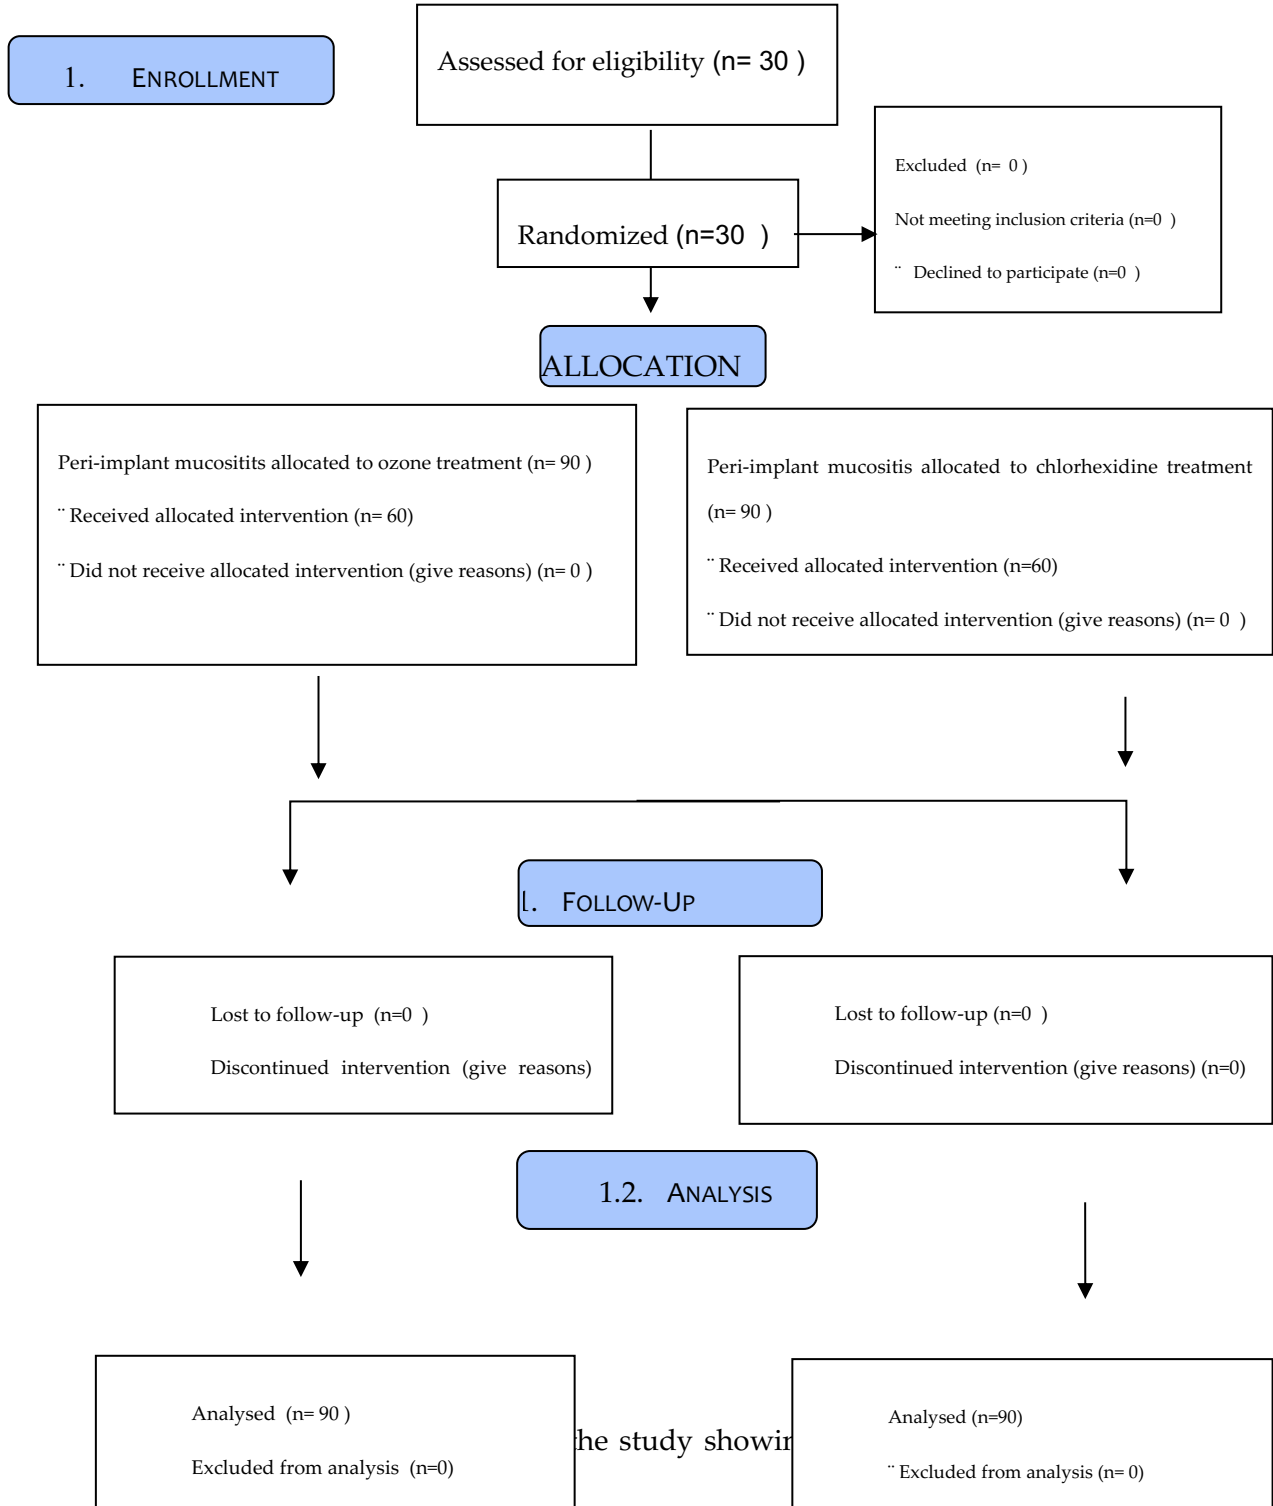 Assessed for eligibility (n= 30 )
1. ENROLLMENT
Excluded (n= 0 )
Not meeting inclusion criteria (n=0 )
¨ Declined to participate (n=0 )
Randomized (n=30 )
ALLOCATION
Peri-implant mucositits allocated to ozone treatment (n= 90 )
¨ Received allocated intervention (n= 60)
¨ Did not receive allocated intervention (give reasons) (n= 0 )
Peri-implant mucositis allocated to chlorhexidine treatment
(n= 90 )
¨ Received allocated intervention (n=60)
¨ Did not receive allocated intervention (give reasons) (n= 0 )
. FOLLOW-UP
Lost to follow-up (n=0 )
Discontinued intervention (give reasons)
Lost to follow-up (n=0 )
Discontinued intervention (give reasons) (n=0)
1.2. ANALYSIS
Analysed (n= 90 )
Excluded from analysis (n=0)
study
Analysed (n=90)
¨ Excluded from analysis (n= 0)